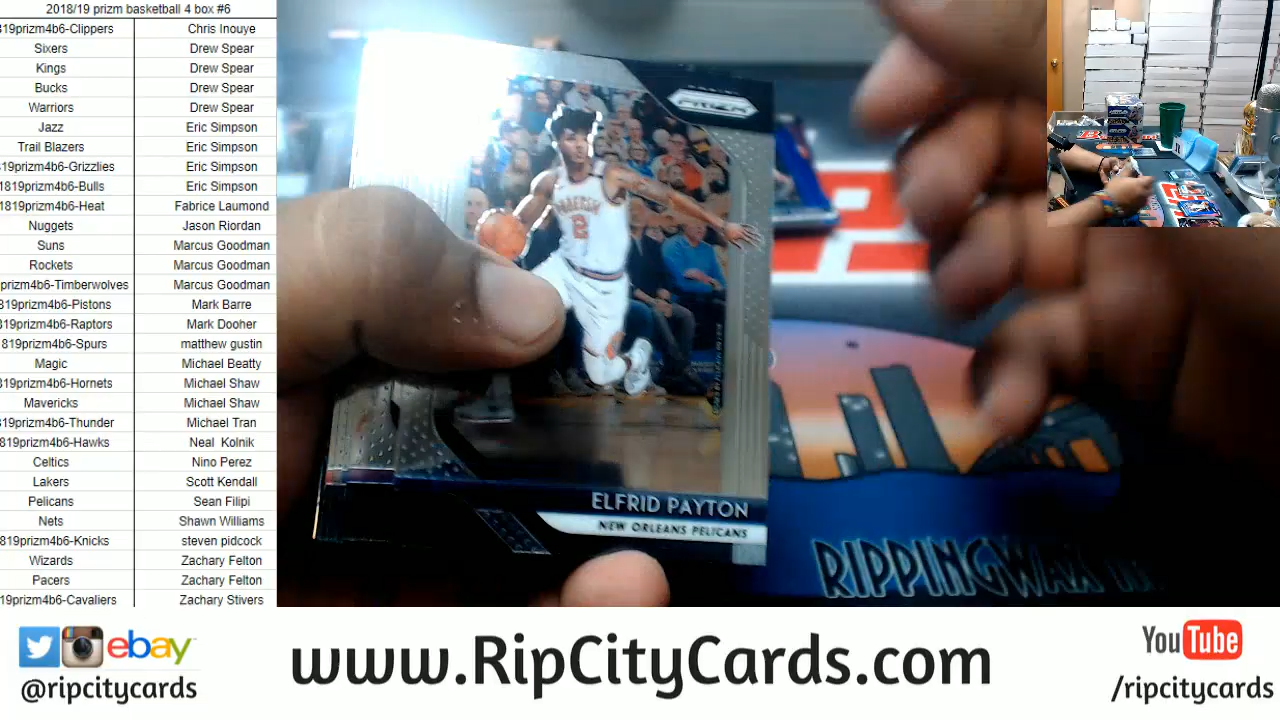 2018/19 prizm basketball 4 box #6
819prizm4b6-Clippers Chris Inouye
Sixers Drew Spear
Kings Drew Spear
Bucks Drew Spear
Warriors Drew Spear
Jazz Eric Simpson
Trail Blazers Eric Simpson
819prizm4b6-Grizzlies Eric Simpson
1819prizm4b6-Bulls Eric Simpson
1819prizm4b6-Heat Fabrice Laumond
Nuggets Jason Riordan
Suns Marcus Goodman
Rockets Marcus Goodman
prizm4b6-Timberwolves Marcus Goodman
819prizm4b6-Pistons Mark Barre
819prizm4b6-Raptors Mark Dooher
819prizm4b6-Spurs matthew gustin
Magic Michael Beatty
819prizm4b6-Hornets Michael Shaw
Mavericks Michael Shaw
819prizm4b6-Thunder Michael Tran
819prizm4b6-Hawks Neal Kolnik
Celtics Nino Perez
Lakers Scott Kendall
Pelicans Sean Filipi
Nets Shawn Williams
819prizm4b6-Knicks steven pidcock
Wizards Zachary Felton
Pacers Zachary Felton
19prizm4b6-Cavaliers Zachary Stivers
PANINI
PRIZM
2
ELFRID PAYTON
NEW ORLEANS PELICANS
RIPPINGWAX
ebay
@ripcitycards
www.RipCityCards.com
YouTube
/ripcitycards